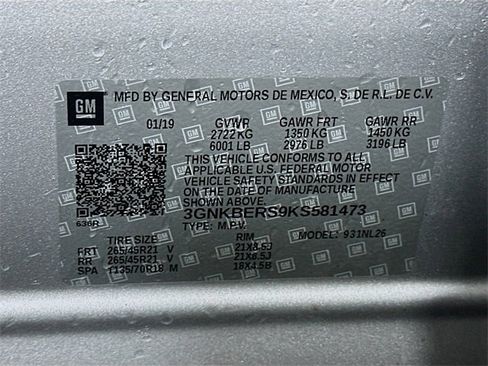 GM MFD BY GENERAL MOTORS DE MEXICO, S. DE R.L. DE C.V.
01/19 GVWR GAWR FRT GAWR RR
2722 KG 1350 KG 1450 KG
6001 LB 2976 LB 3196 LB
THIS VEHICLE CONFORMS TO ALL
APPLICABLE U.S. FEDERAL MOTOR
VEHICLE SAFETY STANDARDS IN
EFFECT ON THE DATE OF MANUFACTURE
SHOWN ABOVE.
3GNKBERS9KS581473
636R TYPE: M.P.V. MODEL: 931NL26
TIRE SIZE RIM
FRT 265/45R21 V 21X8.5J
RR 265/45R21 V 21X8.5J
SPA T135/70R18 M 18X4.5B